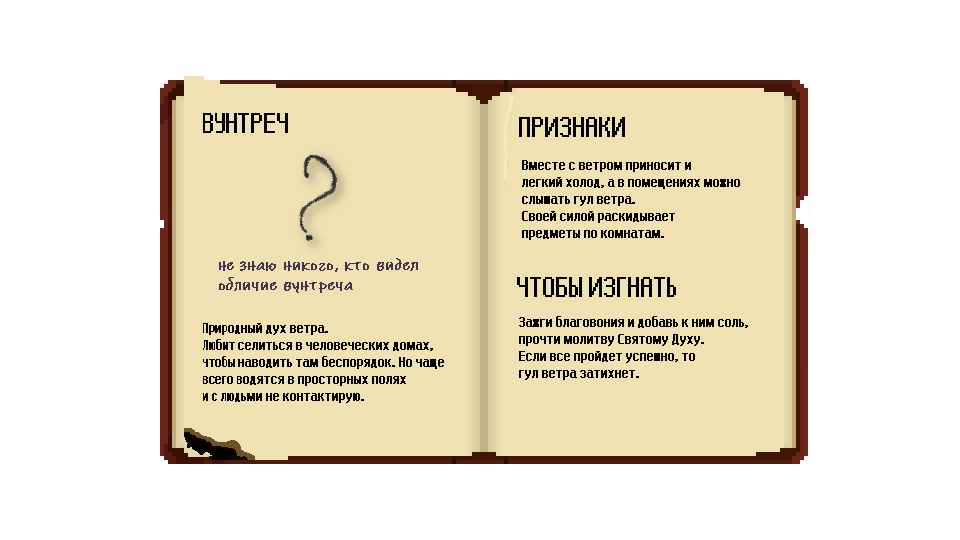 ВУНТРЕЧ
?
не знаю никого, кто видел
обличие вунтреча
Природный дух ветра.
Любит селиться в человеческих домах,
чтобы наводить там беспорядок. Но чаще
всего водятся в просторных полях
и с людьми не контактирую.
ПРИЗНАКИ
Вместе с ветром приносит и
легкий холод, а в помещениях можно
слышать гул ветра.
Своей силой раскидывает
предметы по комнатам.
ЧТОБЫ ИЗГНАТЬ
Зажги благовония и добавь к ним соль,
прочти молитву Святому Духу.
Если все пройдет успешно, то
гул ветра затихнет.